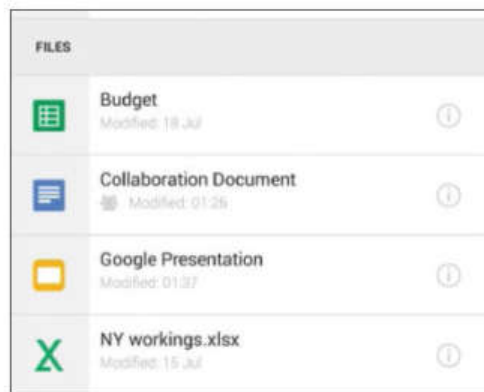 FILES
Budget
Modified: 18 Jul
Collaboration Document
Modified: 01:26
Google Presentation
Modified: 01:37
NY workings.xlsx
Modified: 15 Jul